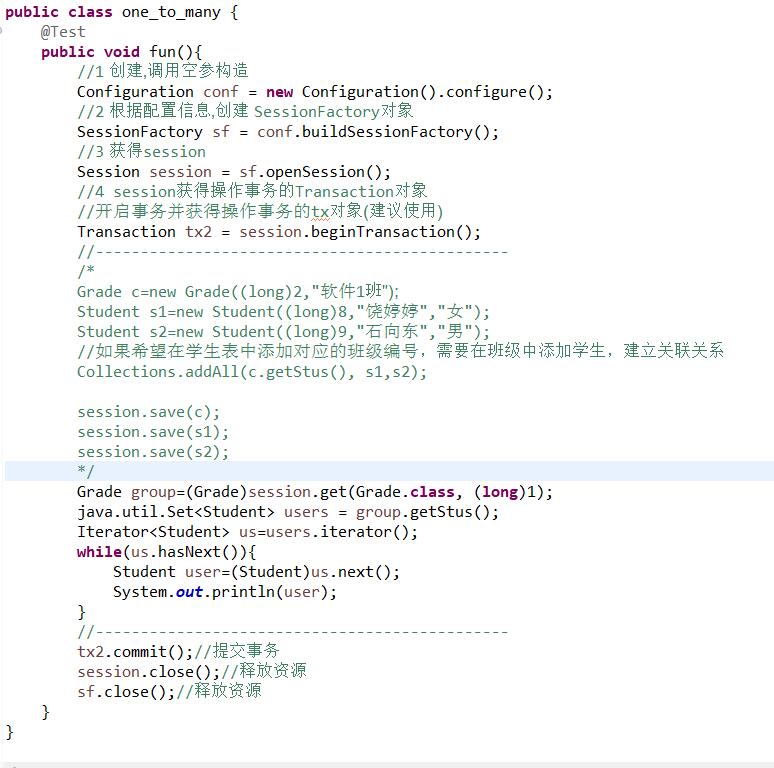 public class one_to_many {
@Test
public void fun(){
//1 创建,调用空参构造
Configuration conf = new Configuration().configure();
//2 根据配置信息,创建 SessionFactory对象
SessionFactory sf = conf.buildSessionFactory();
//3 获得session
Session session = sf.openSession();
//4 session获得操作事务的Transaction对象
//开启事务并获得操作事务的tx对象(建议使用)
Transaction tx2 = session.beginTransaction();
//----------------------------------------------
/*
Grade c=new Grade((long)2,"软件1班");
Student s1=new Student((long)8,"饶婷婷","女");
Student s2=new Student((long)9,"石向东","男");
//如果希望在学生表中添加对应的班级编号，需要在班级中添加学生，建立关联关系
Collections.addAll(c.getStus(), s1,s2);
session.save(c);
session.save(s1);
session.save(s2);
*/
Grade group=(Grade)session.get(Grade.class, (long)1);
java.util.Set<Student> users = group.getStus();
Iterator<Student> us=users.iterator();
while(us.hasNext()){
Student user=(Student)us.next();
System.out.println(user);
}
//----------------------------------------------
tx2.commit();//提交事务
session.close();//释放资源
sf.close();//释放资源
}
}